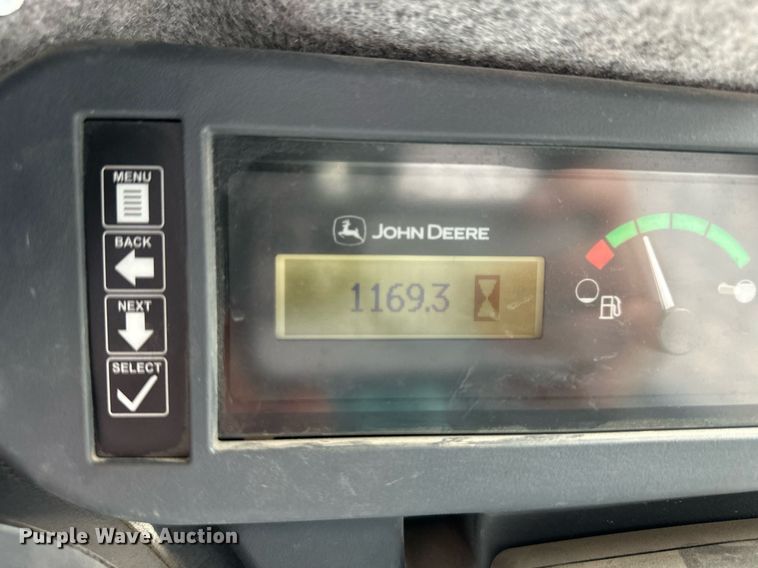 MENU
BACK
NEXT
SELECT
JOHN DEERE
1169.3
Purple Wave Auction